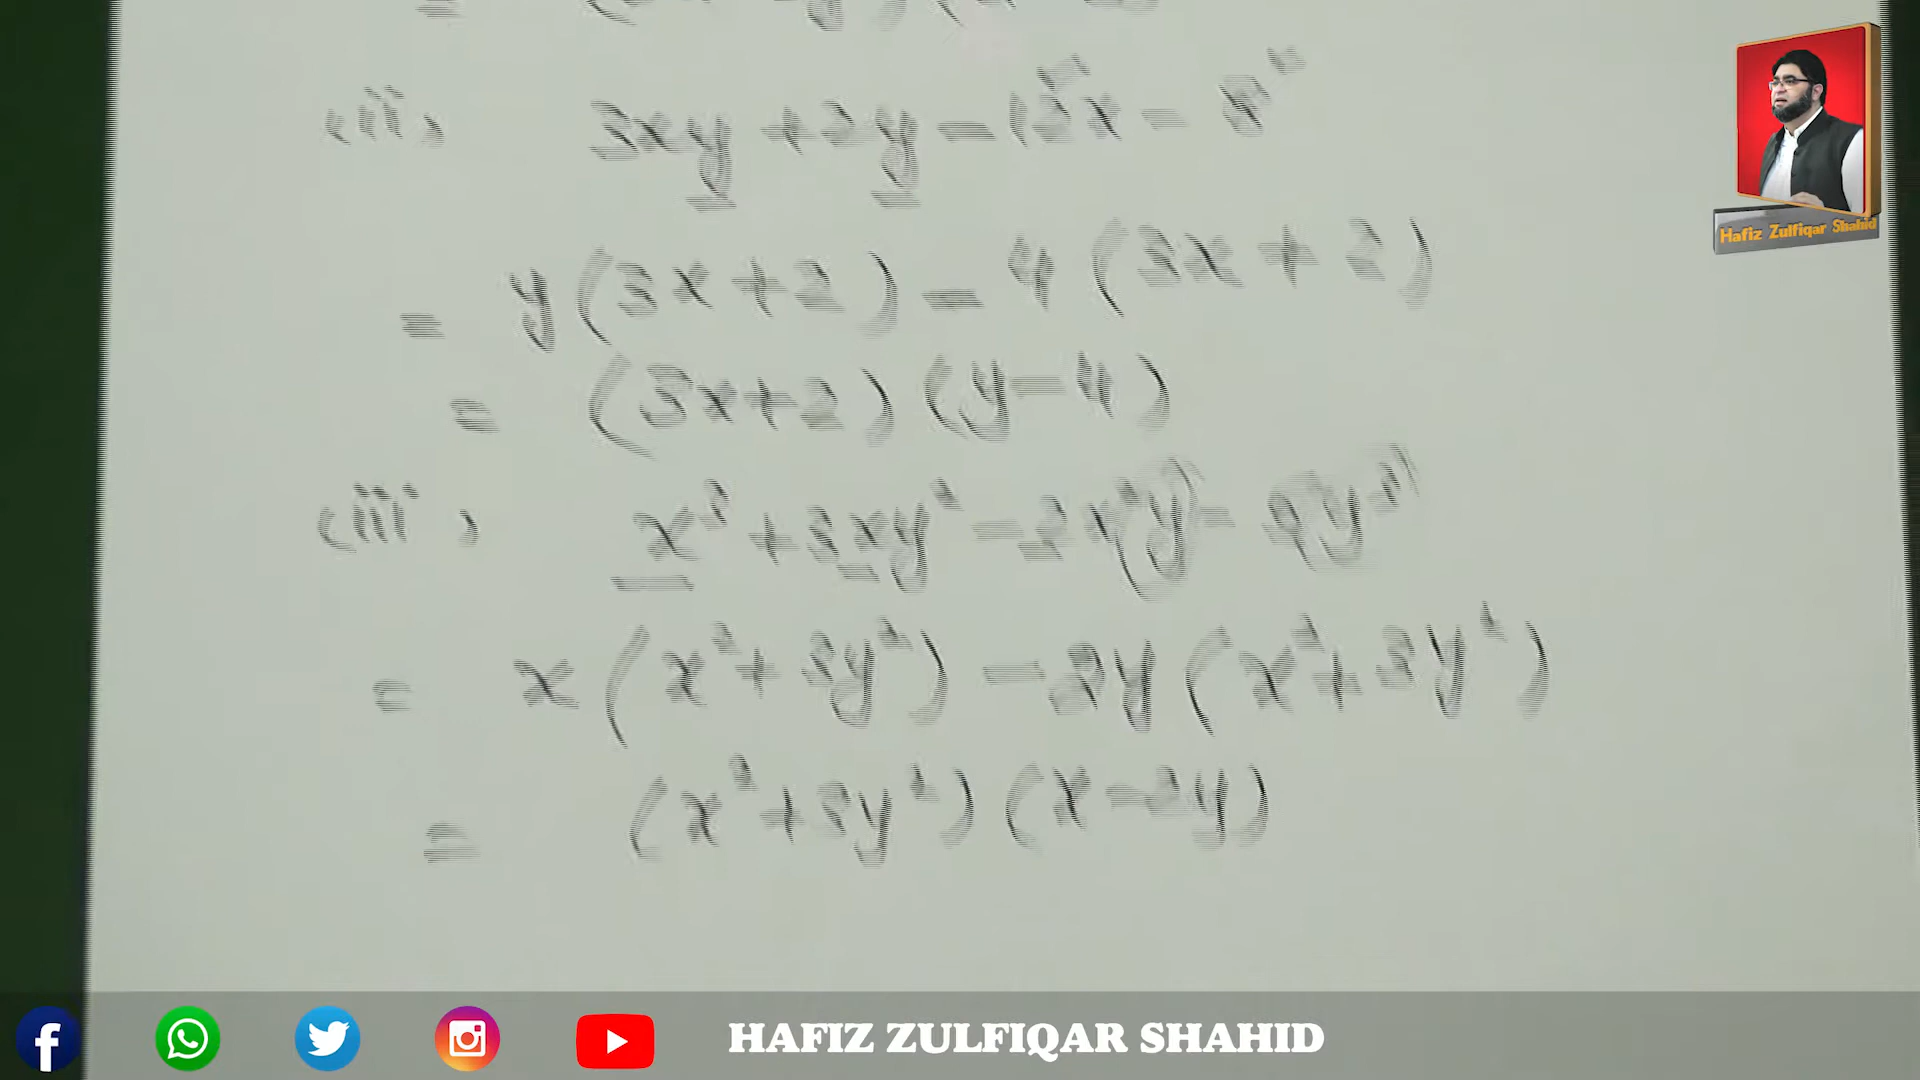 (ii) 3xy + 2y - 12x - 8
= y(3x + 2) - 4(3x + 2)
= (3x + 2)(y - 4)
(iii) x³ + 3xy² - 2x²y -
= x(x² + 3y²) - 2y(x² + 3y²)
= (x² + 3y²)(x - 2y)
Hafiz Zulfiqar Shahid
HAFIZ ZULFIQAR SHAHID